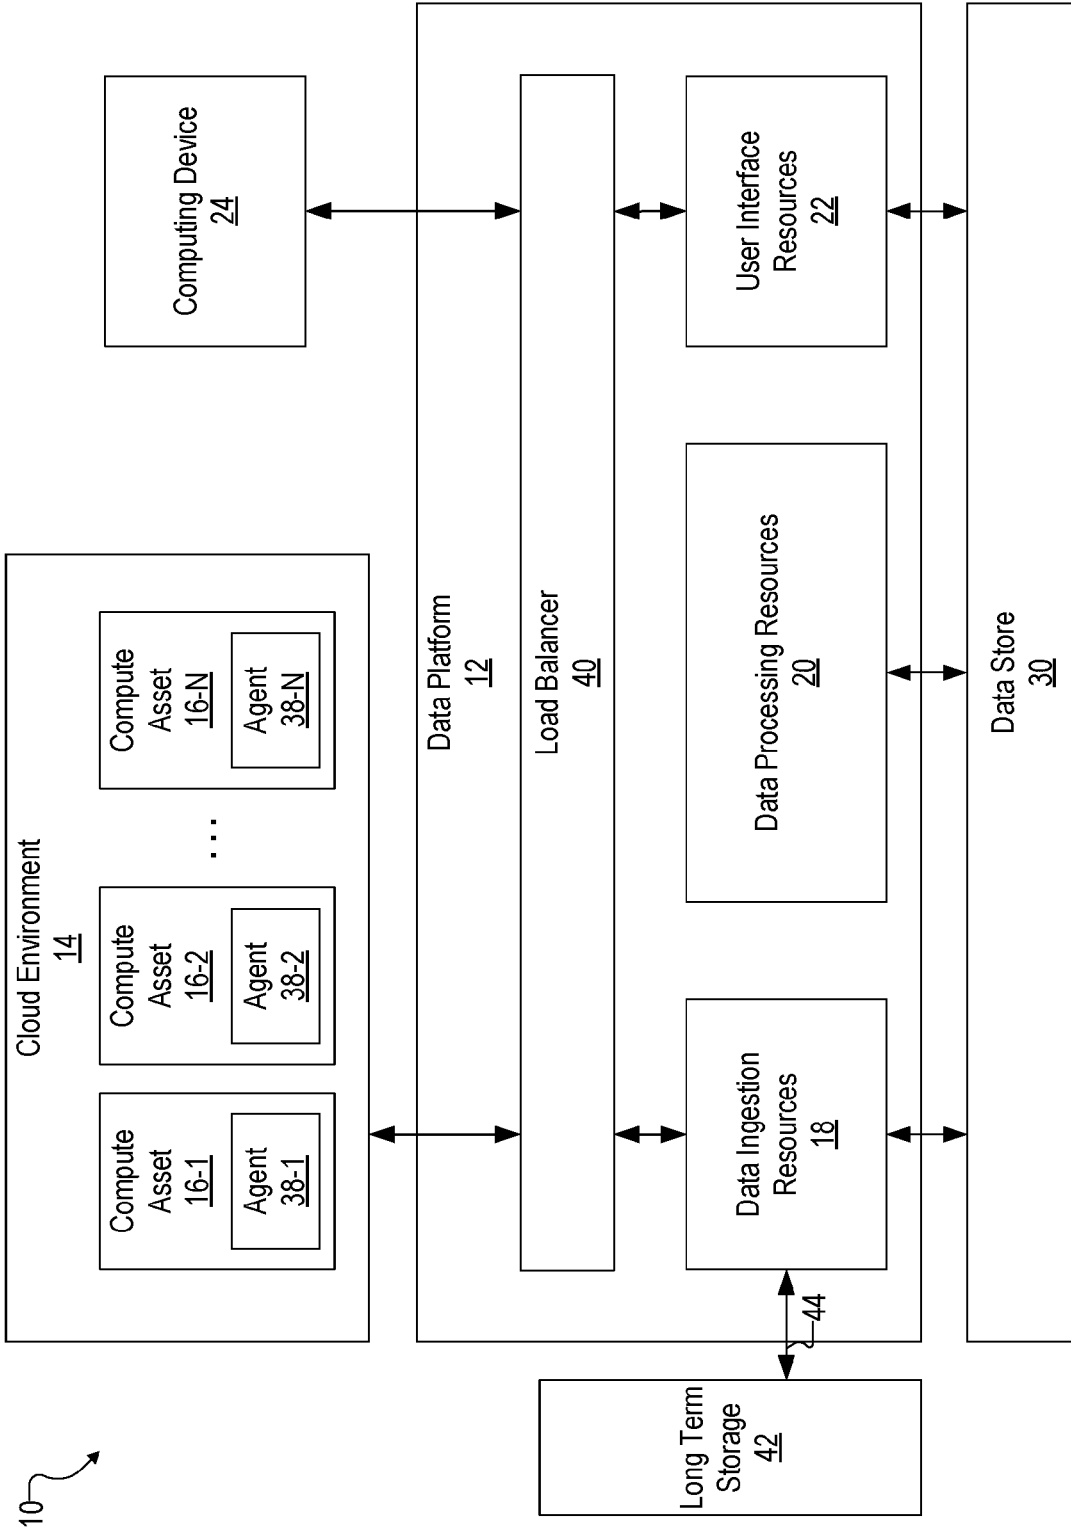 10
Cloud Environment
14
Compute
Asset
16-1
Agent
38-1
Compute
Asset
16-2
Agent
38-2
...
Compute
Asset
16-N
Agent
38-N
Computing Device
24
Data Platform
12
Load Balancer
40
Long Term
Storage
42
44
Data Ingestion
Resources
18
Data Processing Resources
20
User Interface
Resources
22
Data Store
30